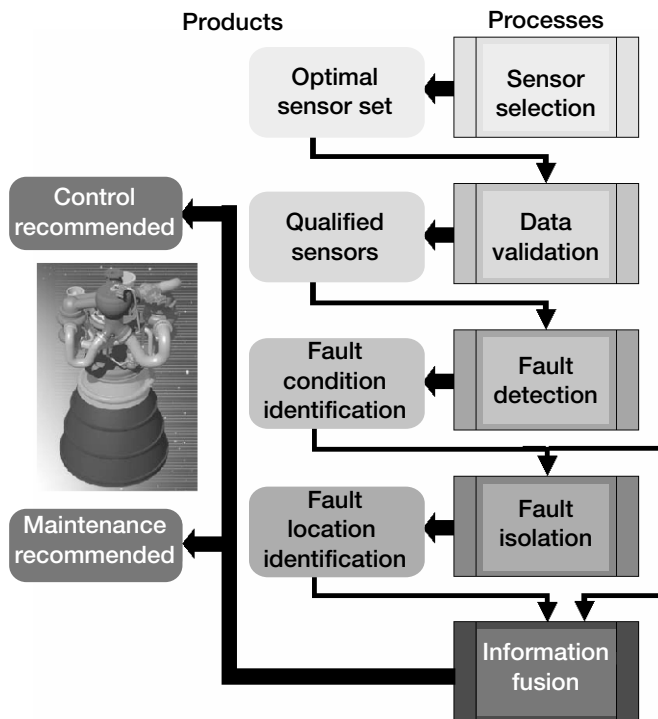 Products
Processes
Optimal
sensor set
Sensor
selection
Control
recommended
Qualified
sensors
Data
validation
Fault
condition
identification
Fault
detection
Maintenance
recommended
Fault
location
identification
Fault
isolation
Information
fusion